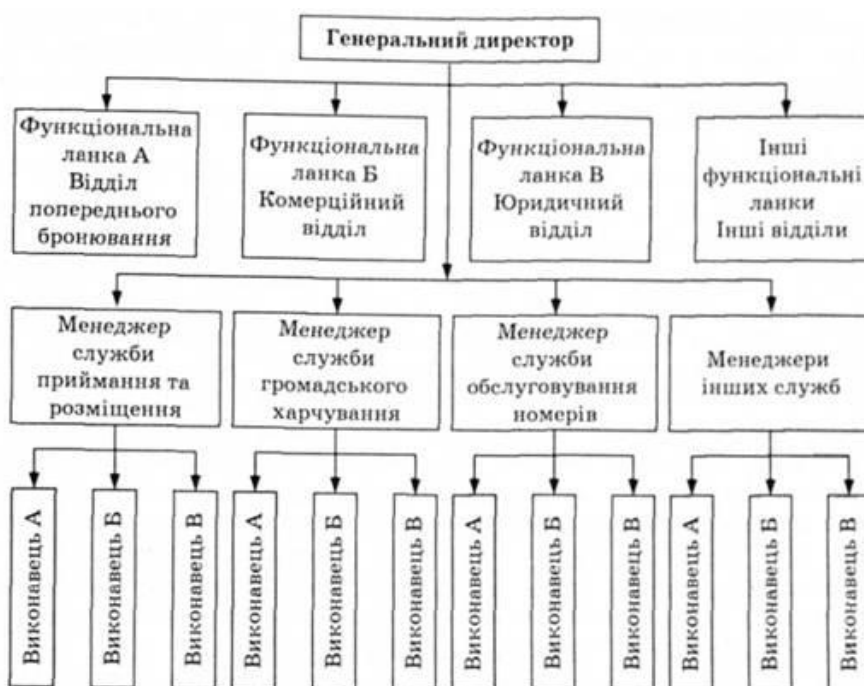 Генеральний директор
Функціональна
ланка А
Відділ
попереднього
бронювання
Функціональна
ланка Б
Комерційний
відділ
Функціональна
ланка В
Юридичний
відділ
Інші
функціональні
ланки
Інші відділи
Менеджер
служби
приймання та
розміщення
Менеджер
служби
громадського
харчування
Менеджер
служби
обслуговування
номерів
Менеджери
інших служб
Виконавець А
Виконавець Б
Виконавець В
Виконавець А
Виконавець Б
Виконавець В
Виконавець А
Виконавець Б
Виконавець В
Виконавець А
Виконавець Б
Виконавець В